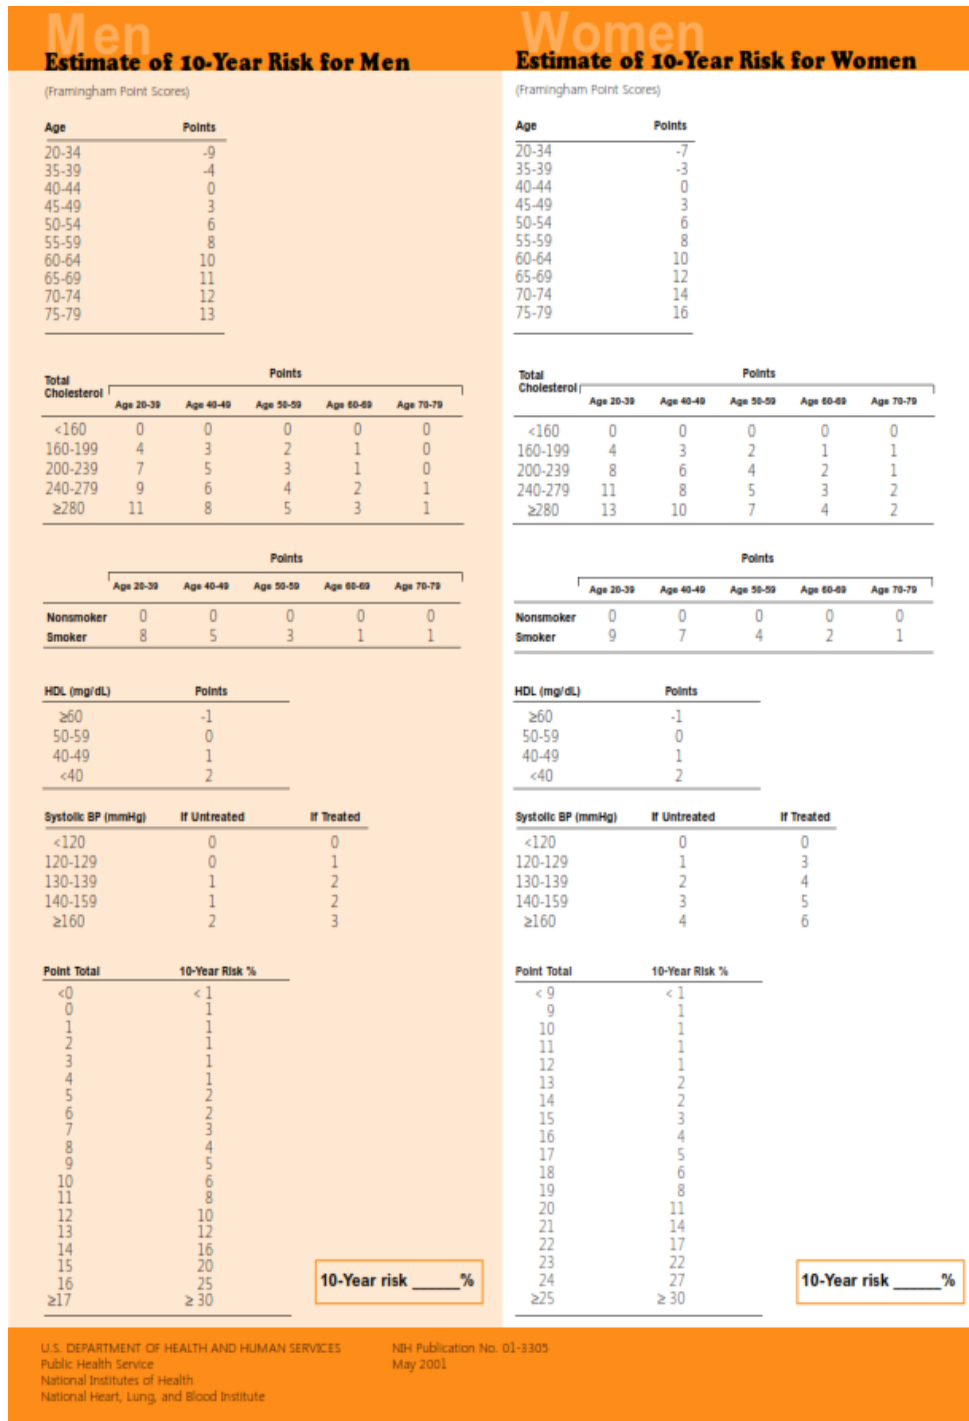 Men
Estimate of 10-Year Risk for Men
(Framingham Point Scores)
Age Points
20-34 -9
35-39 -4
40-44 0
45-49 3
50-54 6
55-59 8
60-64 10
65-69 11
70-74 12
75-79 13
Points
Total
Cholesterol
Age 20-39 Age 40-49 Age 50-59 Age 60-69 Age 70-79
<160 0 0 0 0 0
160-199 4 3 2 1 0
200-239 7 5 3 1 0
240-279 9 6 4 2 1
≥280 11 8 5 3 1
Points
Age 20-39 Age 40-49 Age 50-59 Age 60-69 Age 70-79
Nonsmoker 0 0 0 0 0
Smoker 8 5 3 1 1
HDL (mg/dL) Points
≥60 -1
50-59 0
40-49 1
<40 2
Systolic BP (mmHg) If Untreated If Treated
<120 0 0
120-129 0 1
130-139 1 2
140-159 1 2
≥160 2 3
Point Total 10-Year Risk %
<0 < 1
0 1
1 1
2 1
3 1
4 1
5 2
6 2
7 3
8 4
9 5
10 6
11 8
12 10
13 12
14 16
15 20
16 25
≥17 ≥ 30
10-Year risk ______%
Women
Estimate of 10-Year Risk for Women
(Framingham Point Scores)
Age Points
20-34 -7
35-39 -3
40-44 0
45-49 3
50-54 6
55-59 8
60-64 10
65-69 12
70-74 14
75-79 16
Points
Total
Cholesterol
Age 20-39 Age 40-49 Age 50-59 Age 60-69 Age 70-79
<160 0 0 0 0 0
160-199 4 3 2 1 1
200-239 8 6 4 2 1
240-279 11 8 5 3 2
≥280 13 10 7 4 2
Points
Age 20-39 Age 40-49 Age 50-59 Age 60-69 Age 70-79
Nonsmoker 0 0 0 0 0
Smoker 9 7 4 2 1
HDL (mg/dL) Points
≥60 -1
50-59 0
40-49 1
<40 2
Systolic BP (mmHg) If Untreated If Treated
<120 0 0
120-129 1 3
130-139 2 4
140-159 3 5
≥160 4 6
Point Total 10-Year Risk %
< 9 < 1
9 1
10 1
11 1
12 1
13 2
14 2
15 3
16 4
17 5
18 6
19 8
20 11
21 14
22 17
23 22
24 27
≥25 ≥ 30
10-Year risk ______%
U.S. DEPARTMENT OF HEALTH AND HUMAN SERVICES
Public Health Service
National Institutes of Health
National Heart, Lung, and Blood Institute
NIH Publication No. 01-3305
May 2001